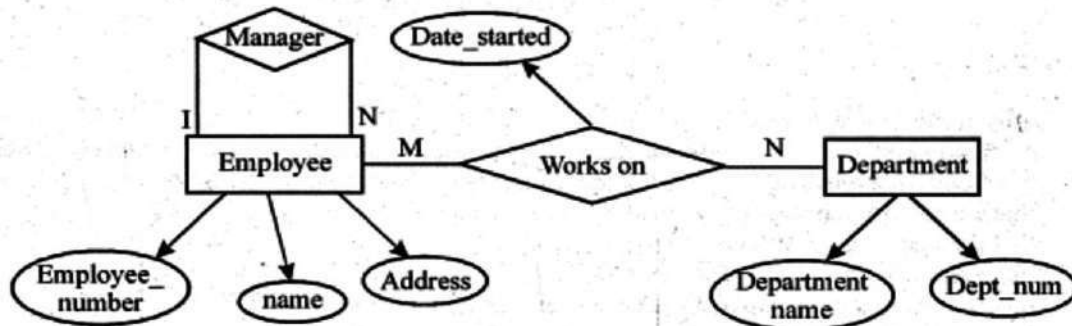 Manager
Date_started
I
N
Employee
M
Works on
N
Department
Employee_
number
name
Address
Department
name
Dept_num